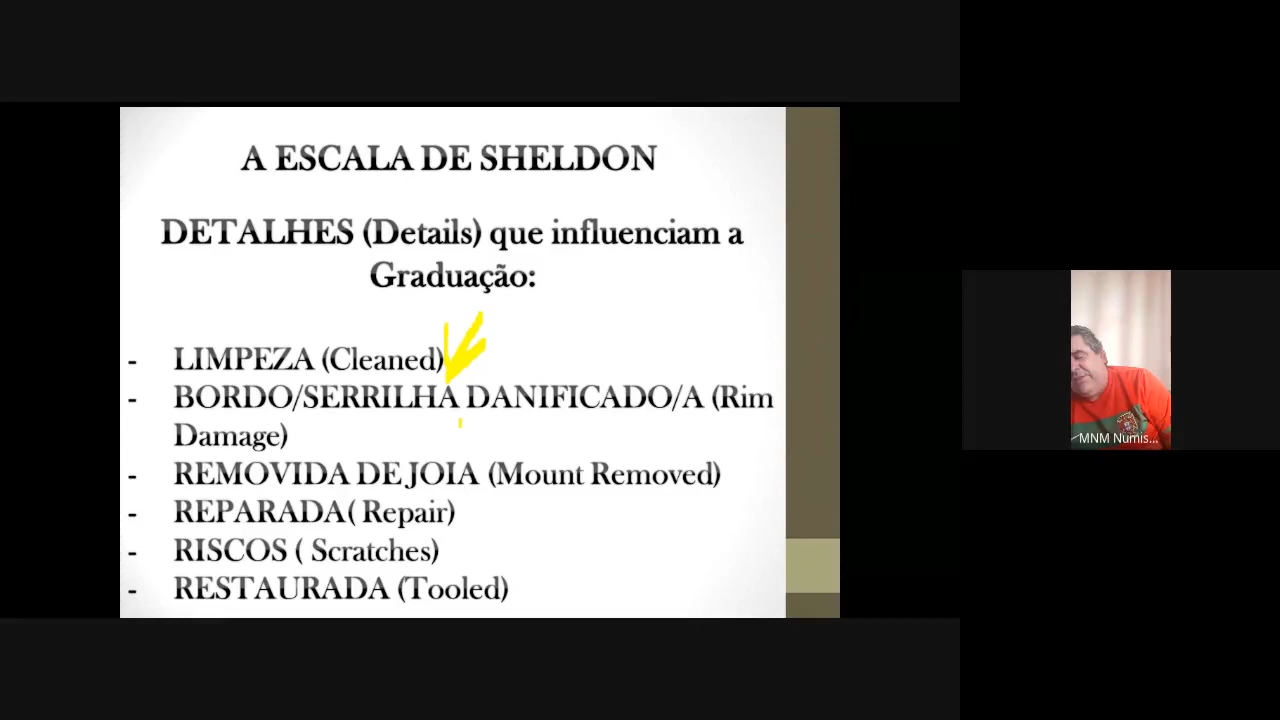 A ESCALA DE SHELDON
DETALHES (Details) que influenciam a
Graduação:
- LIMPEZA (Cleaned)
- BORDO/SERRILHA DANIFICADO/A (Rim
Damage)
- REMOVIDA DE JOIA (Mount Removed)
- REPARADA( Repair)
- RISCOS ( Scratches)
- RESTAURADA (Tooled)
MNM Numis...